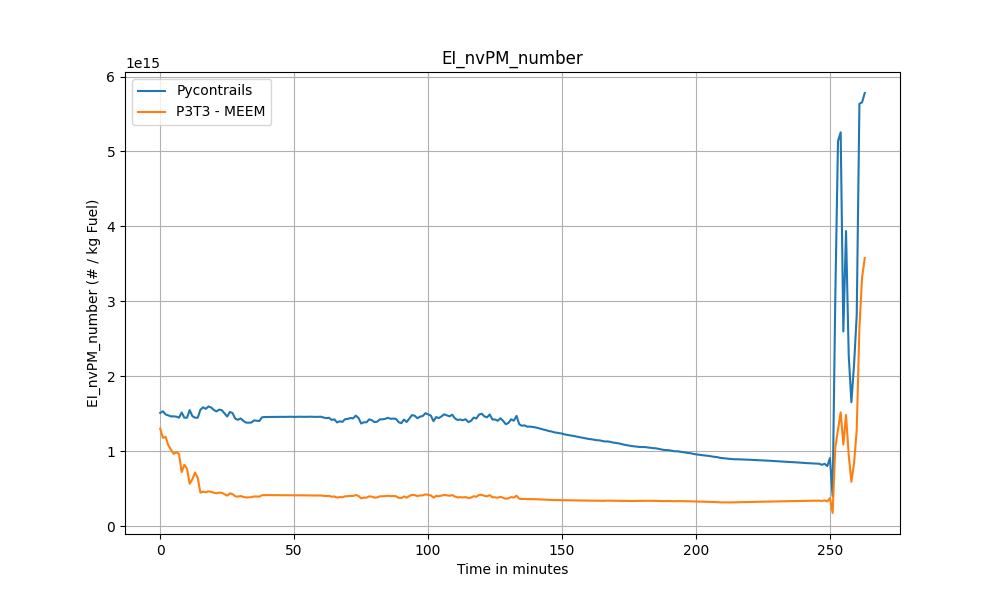 EI_nvPM_number
1e15
Pycontrails
P3T3 - MEEM
EI_nvPM_number (# / kg Fuel)
6
5
4
3
2
1
0
0 50 100 150 200 250
Time in minutes